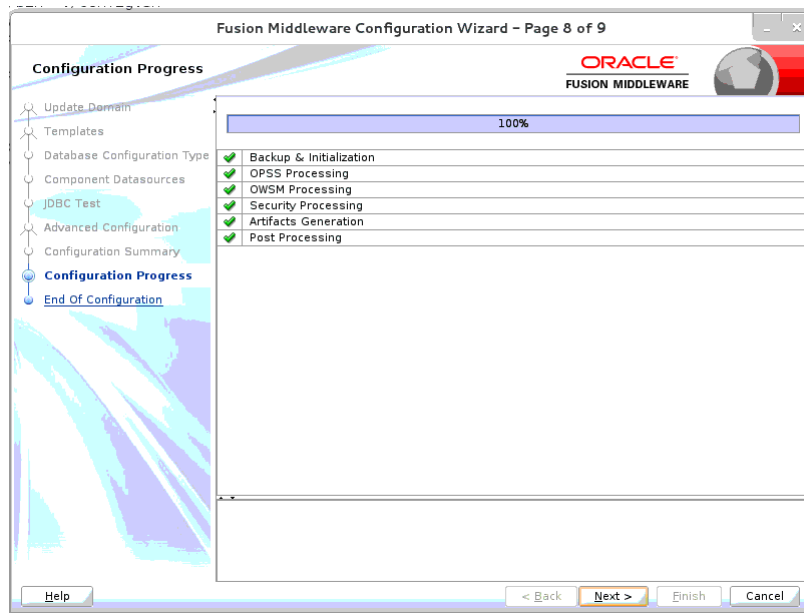 Fusion Middleware Configuration Wizard – Page 8 of 9
Configuration Progress
ORACLE
FUSION MIDDLEWARE
Update Domain
Templates
Database Configuration Type
Component Datasources
JDBC Test
Advanced Configuration
Configuration Summary
Configuration Progress
End Of Configuration
100%
Backup & Initialization
OPSS Processing
OWSM Processing
Security Processing
Artifacts Generation
Post Processing
Help
< Back
Next >
Finish
Cancel